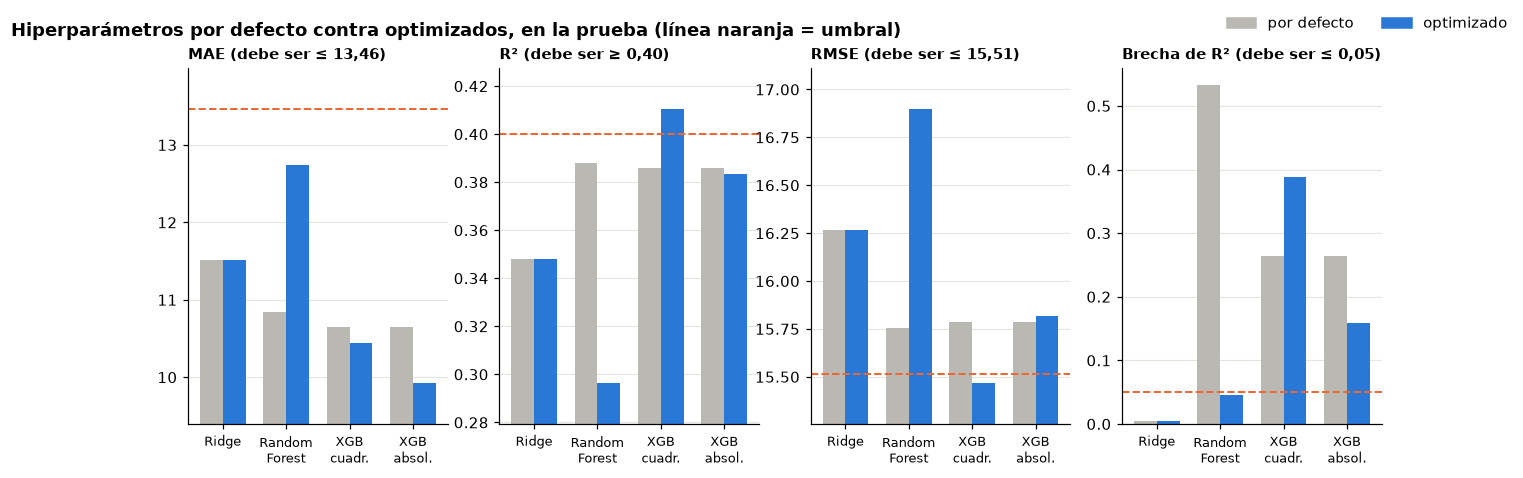 Hiperparámetros por defecto contra optimizados, en la prueba (línea naranja = umbral)
por defecto
optimizado
MAE (debe ser ≤ 13,46)
13
12
11
10
Ridge
Random
Forest
XGB
cuadr.
XGB
absol.
R² (debe ser ≥ 0,40)
0.42
0.40
0.38
0.36
0.34
0.32
0.30
0.28
Ridge
Random
Forest
XGB
cuadr.
XGB
absol.
RMSE (debe ser ≤ 15,51)
17.00
16.75
16.50
16.25
16.00
15.75
15.50
Ridge
Random
Forest
XGB
cuadr.
XGB
absol.
Brecha de R² (debe ser ≤ 0,05)
0.5
0.4
0.3
0.2
0.1
0.0
Ridge
Random
Forest
XGB
cuadr.
XGB
absol.